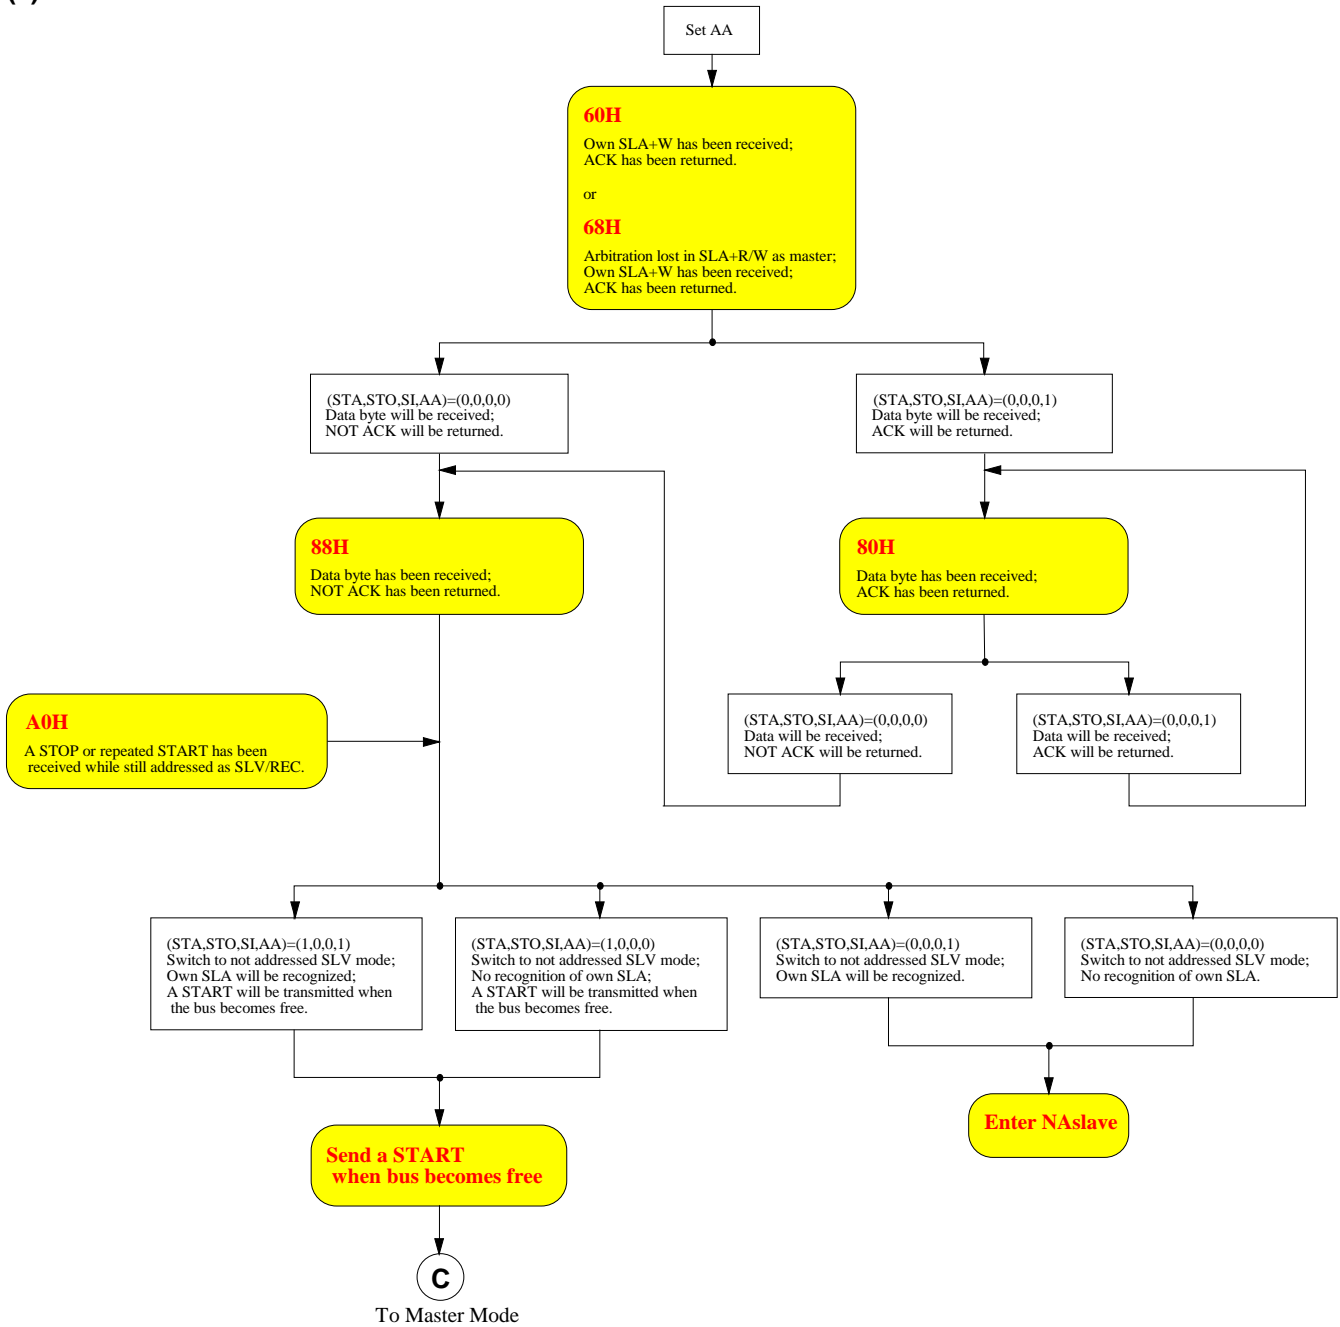 Set AA
60H
Own SLA+W has been received;
ACK has been returned.
or
68H
Arbitration lost in SLA+R/W as master;
Own SLA+W has been received;
ACK has been returned.
(STA,STO,SI,AA)=(0,0,0,0)
Data byte will be received;
NOT ACK will be returned.
(STA,STO,SI,AA)=(0,0,0,1)
Data byte will be received;
ACK will be returned.
88H
Data byte has been received;
NOT ACK has been returned.
80H
Data byte has been received;
ACK has been returned.
A0H
A STOP or repeated START has been
received while still addressed as SLV/REC.
(STA,STO,SI,AA)=(0,0,0,0)
Data will be received;
NOT ACK will be returned.
(STA,STO,SI,AA)=(0,0,0,1)
Data will be received;
ACK will be returned.
(STA,STO,SI,AA)=(1,0,0,1)
Switch to not addressed SLV mode;
Own SLA will be recognized;
A START will be transmitted when
the bus becomes free.
(STA,STO,SI,AA)=(1,0,0,0)
Switch to not addressed SLV mode;
No recognition of own SLA;
A START will be transmitted when
the bus becomes free.
(STA,STO,SI,AA)=(0,0,0,1)
Switch to not addressed SLV mode;
Own SLA will be recognized.
(STA,STO,SI,AA)=(0,0,0,0)
Switch to not addressed SLV mode;
No recognition of own SLA.
Send a START
when bus becomes free
Enter NAslave
C
To Master Mode